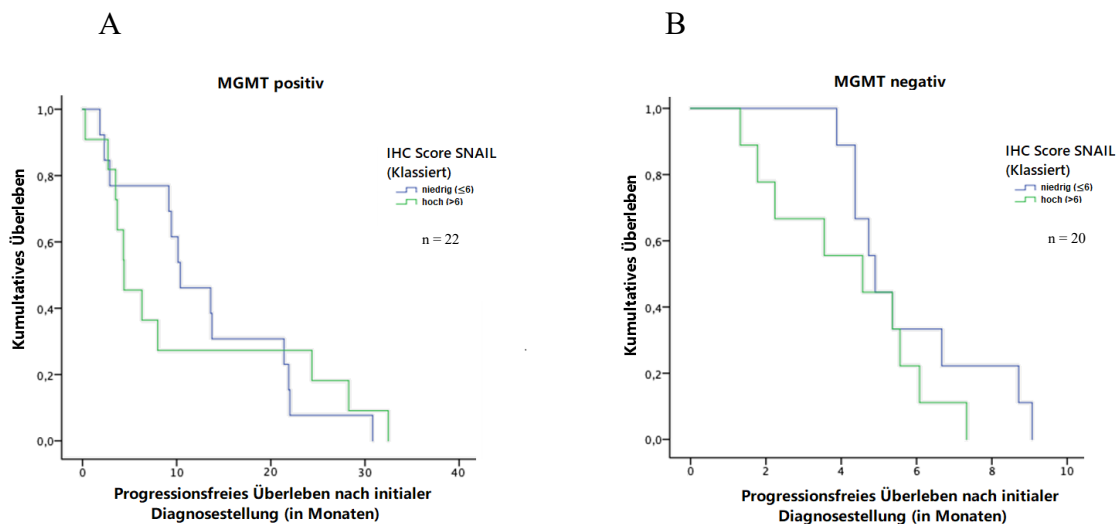 A
MGMT positiv
Kumultatives Überleben
1,0
0,8
0,6
0,4
0,2
0,0
0
10
20
30
40
Progressionsfreies Überleben nach initialer
Diagnosestellung (in Monaten)
IHC Score SNAIL
(Klassiert)
niedrig (≤6)
hoch (>6)
n = 22
B
MGMT negativ
Kumultatives Überleben
1,0
0,8
0,6
0,4
0,2
0,0
0
2
4
6
8
10
Progressionsfreies Überleben nach initialer
Diagnosestellung (in Monaten)
IHC Score SNAIL
(Klassiert)
niedrig (≤6)
hoch (>6)
n = 20